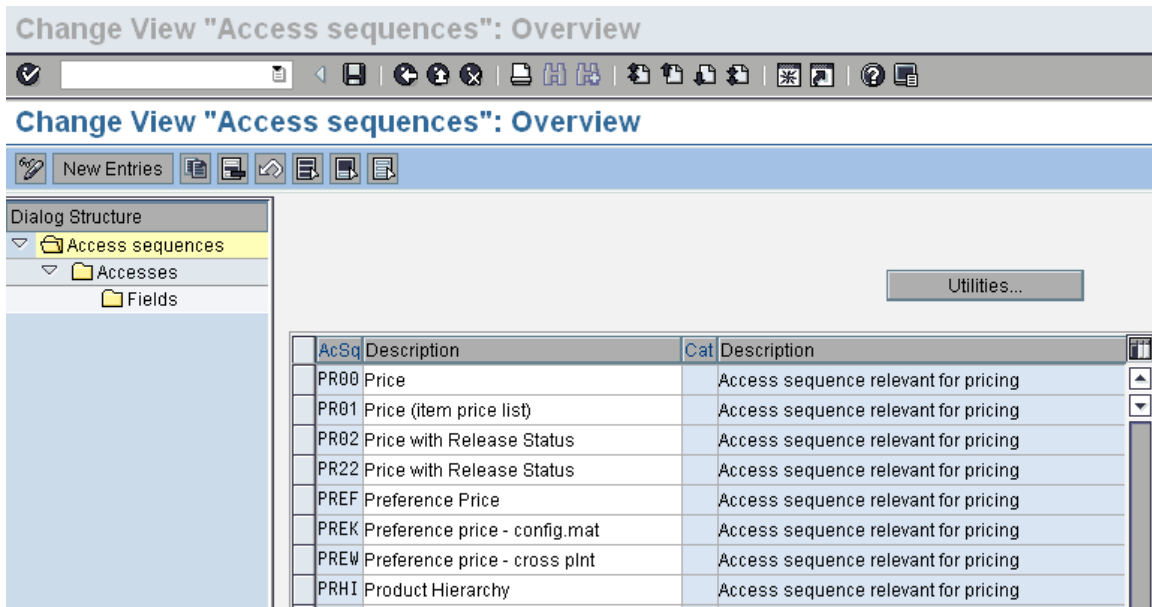 Change View "Access sequences": Overview
Change View "Access sequences": Overview
New Entries
Dialog Structure
Access sequences
Accesses
Fields
Utilities...
AcSq Description Cat Description
PR00 Price Access sequence relevant for pricing
PR01 Price (item price list) Access sequence relevant for pricing
PR02 Price with Release Status Access sequence relevant for pricing
PR22 Price with Release Status Access sequence relevant for pricing
PREF Preference Price Access sequence relevant for pricing
PREK Preference price - config.mat Access sequence relevant for pricing
PREW Preference price - cross plnt Access sequence relevant for pricing
PRHI Product Hierarchy Access sequence relevant for pricing